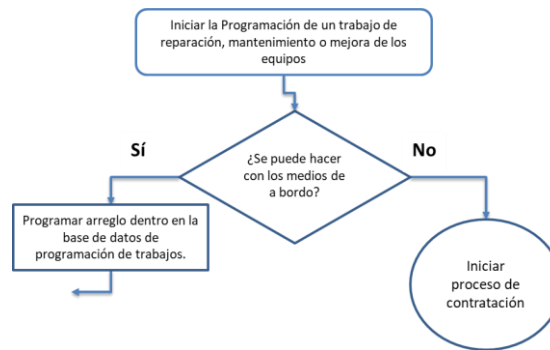 Iniciar la Programación de un trabajo de
reparación, mantenimiento o mejora de los
equipos
Sí
No
¿Se puede hacer
con los medios de
a bordo?
Programar arreglo dentro en la
base de datos de
programación de trabajos.
Iniciar
proceso de
contratación